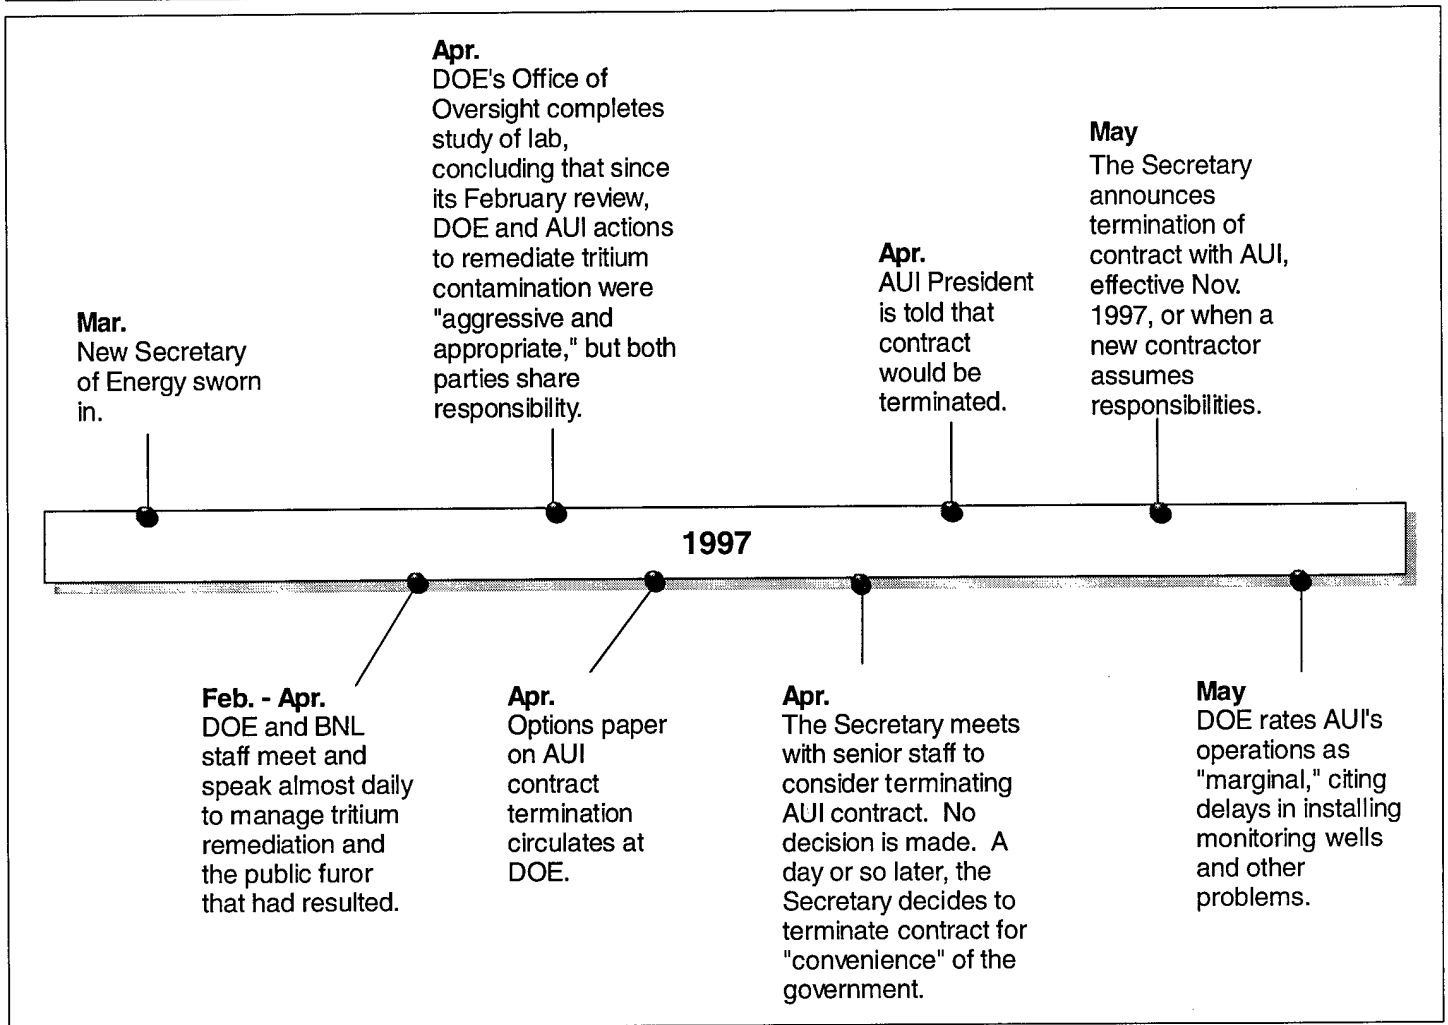 Mar.
New Secretary
of Energy sworn
in.
Apr.
DOE's Office of
Oversight completes
study of lab,
concluding that since
its February review,
DOE and AUI actions
to remediate tritium
contamination were
"aggressive and
appropriate," but both
parties share
responsibility.
Apr.
AUI President
is told that
contract
would be
terminated.
May
The Secretary
announces
termination of
contract with AUI,
effective Nov.
1997, or when a
new contractor
assumes
responsibilities.
1997
Feb. - Apr.
DOE and BNL
staff meet and
speak almost daily
to manage tritium
remediation and
the public furor
that had resulted.
Apr.
Options paper
on AUI
contract
termination
circulates at
DOE.
Apr.
The Secretary meets
with senior staff to
consider terminating
AUI contract. No
decision is made. A
day or so later, the
Secretary decides to
terminate contract for
"convenience" of the
government.
May
DOE rates AUI's
operations as
"marginal," citing
delays in installing
monitoring wells
and other
problems.